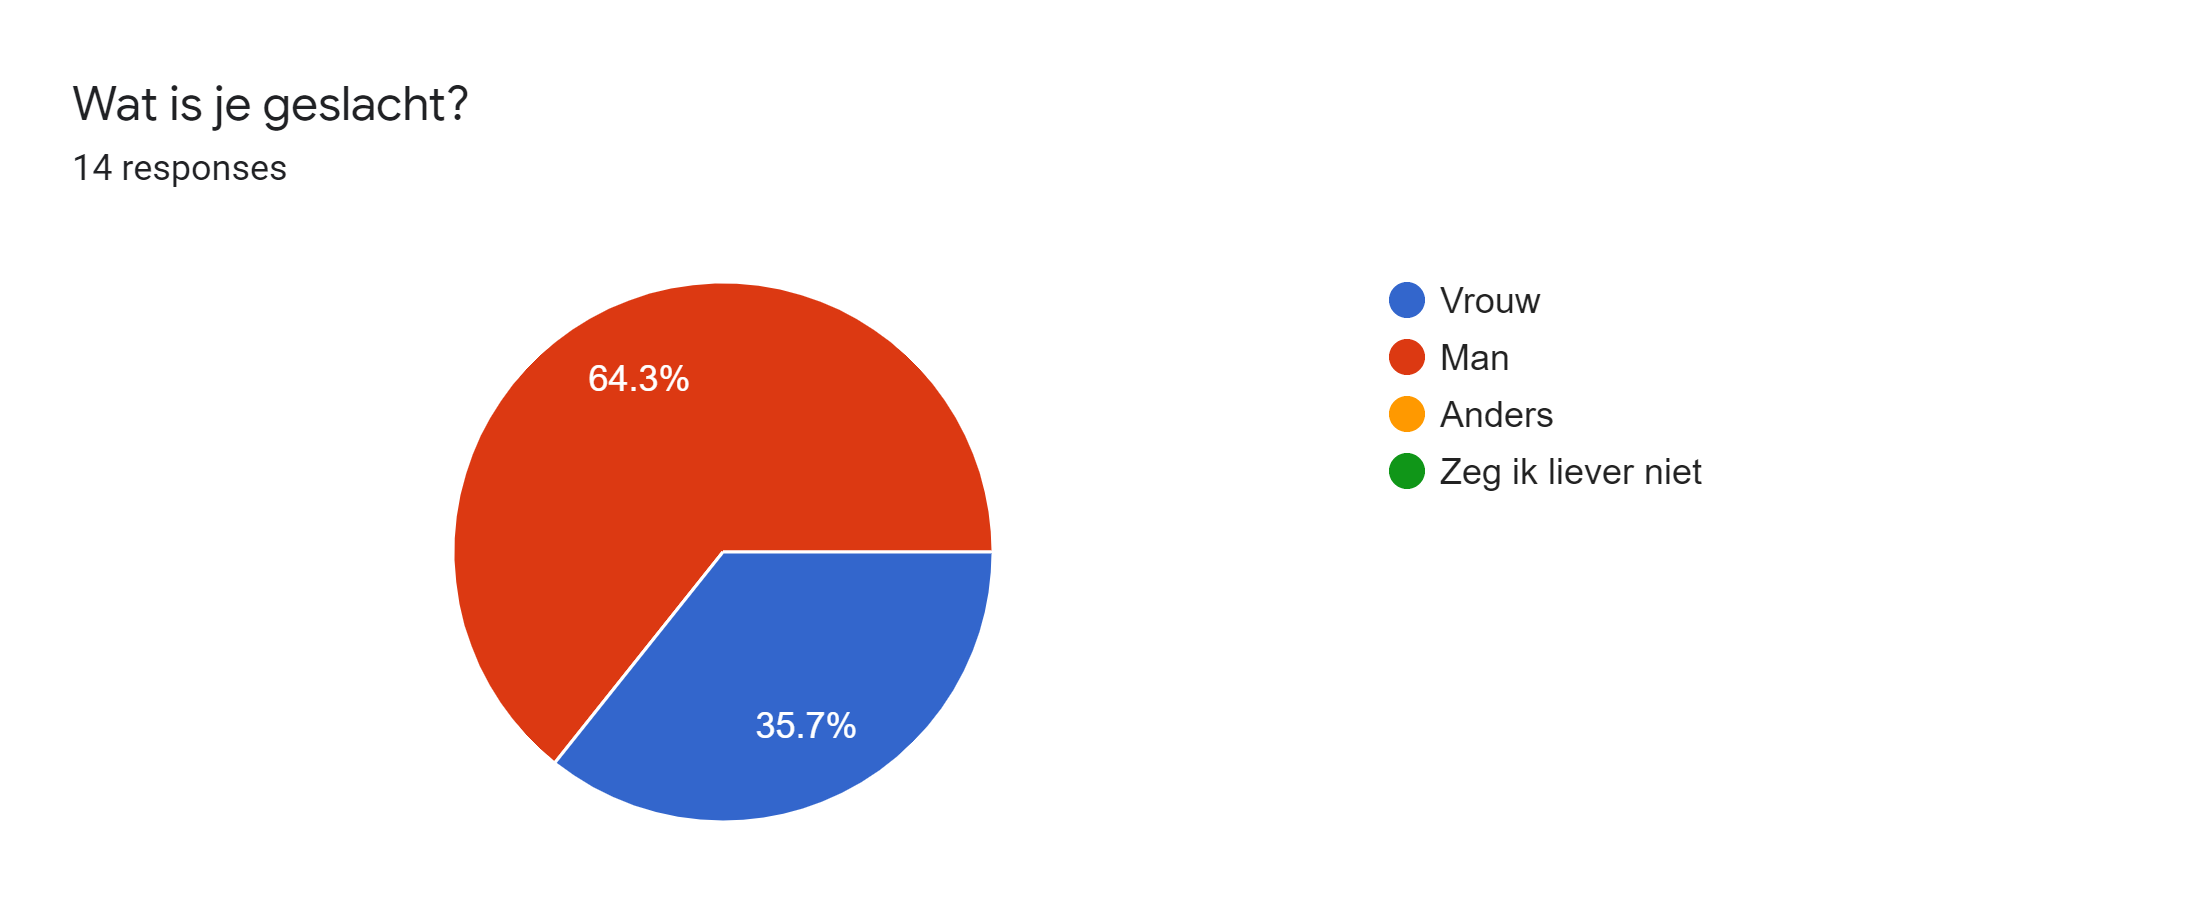 Wat is je geslacht?
14 responses
64.3%
35.7%
Vrouw
Man
Anders
Zeg ik liever niet